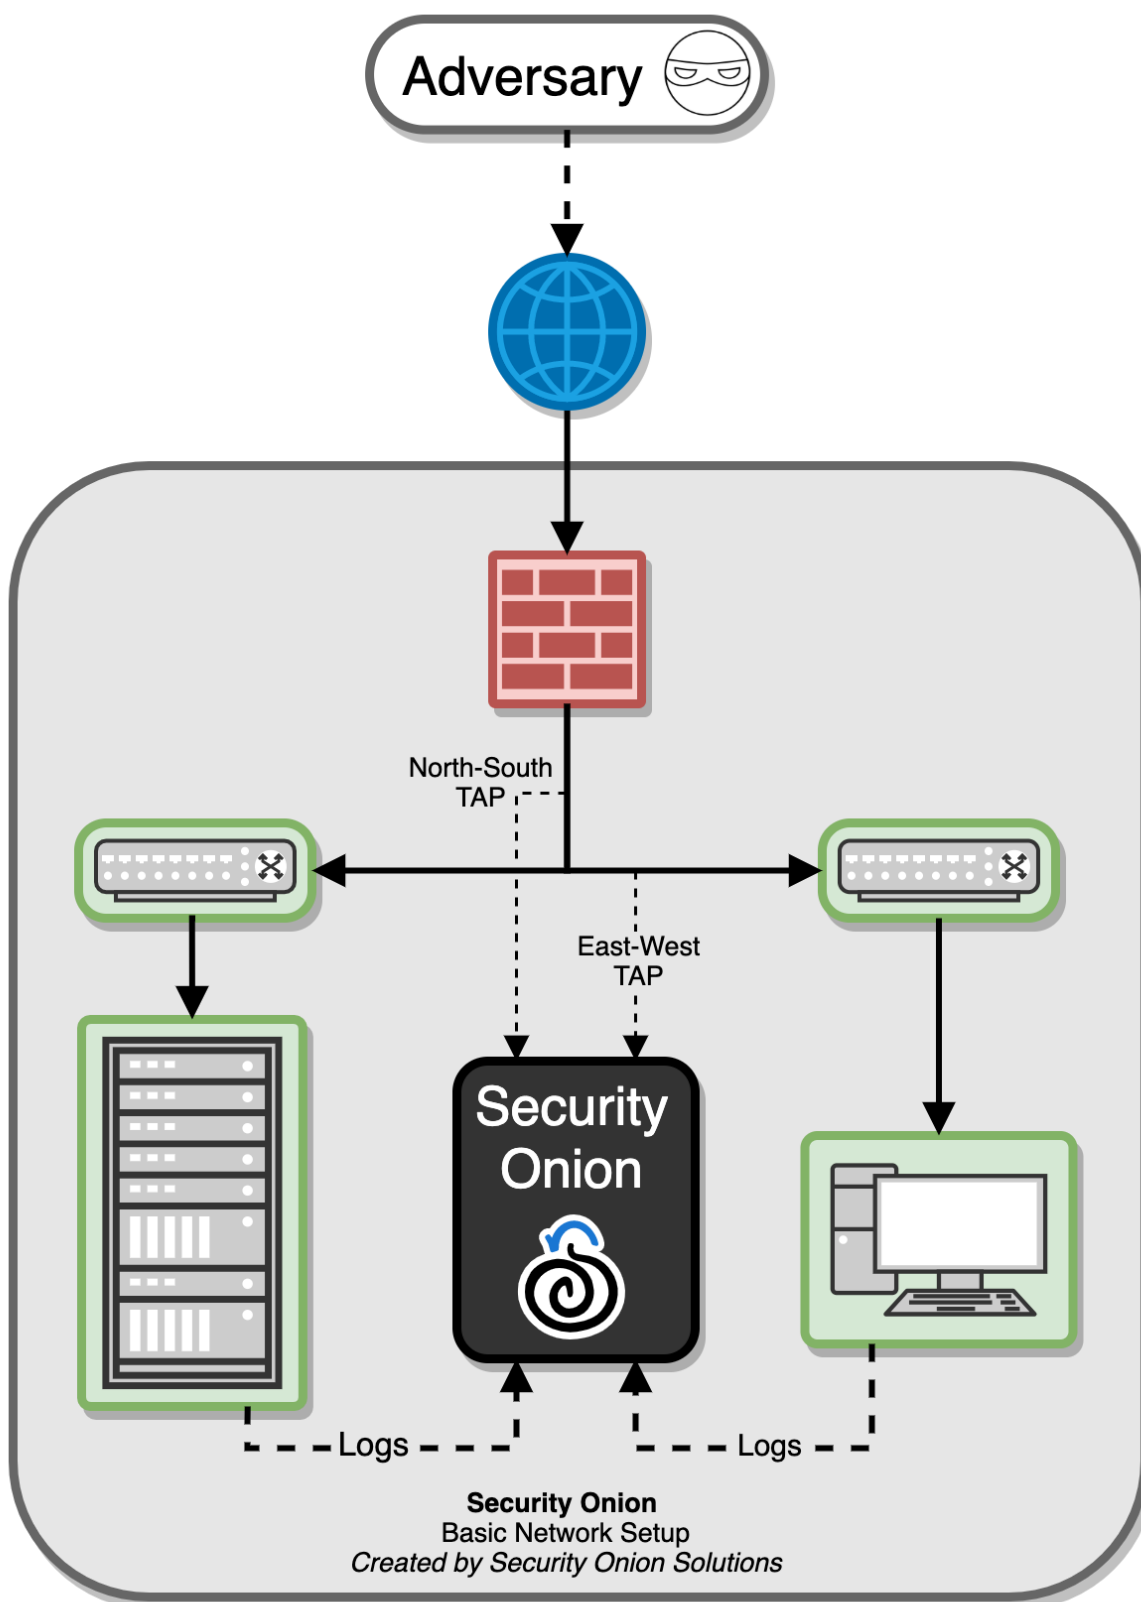 Adversary
North-South
TAP
East-West
TAP
Security
Onion
Logs
Logs
Security Onion
Basic Network Setup
Created by Security Onion Solutions